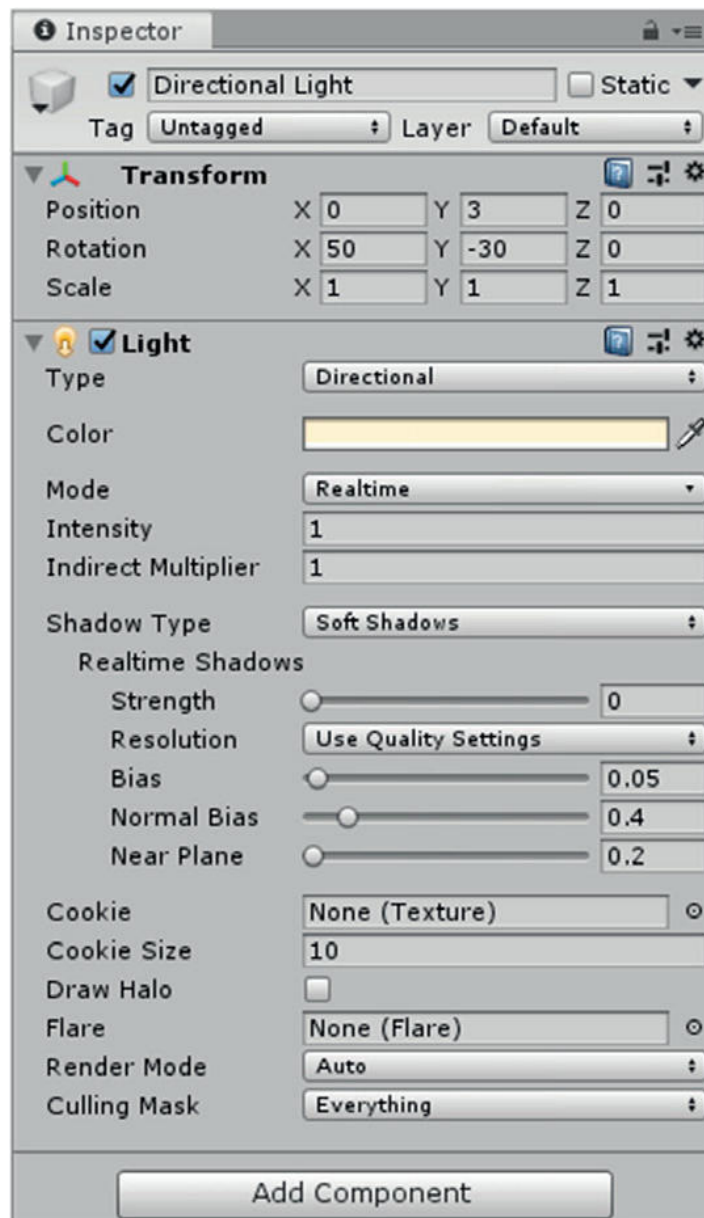 Inspector
Directional Light Static
Tag Untagged Layer Default
Transform
Position X 0 Y 3 Z 0
Rotation X 50 Y -30 Z 0
Scale X 1 Y 1 Z 1
Light
Type Directional
Color
Mode Realtime
Intensity 1
Indirect Multiplier 1
Shadow Type Soft Shadows
Realtime Shadows
Strength 0
Resolution Use Quality Settings
Bias 0.05
Normal Bias 0.4
Near Plane 0.2
Cookie None (Texture)
Cookie Size 10
Draw Halo
Flare None (Flare)
Render Mode Auto
Culling Mask Everything
Add Component